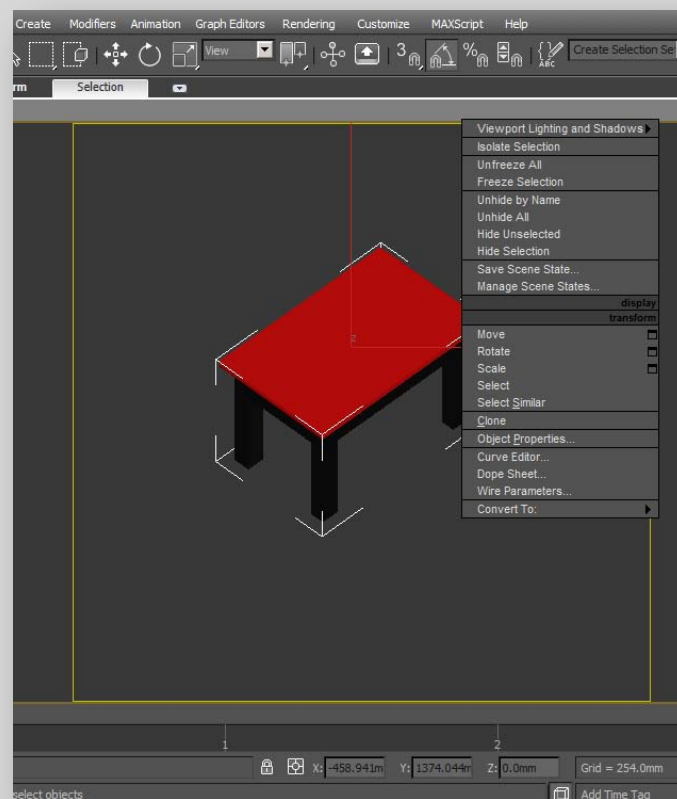 Create Modifiers Animation Graph Editors Rendering Customize MAXScript Help
View 3 % ABC Create Selection Se
rm Selection
Viewport Lighting and Shadows
Isolate Selection
Unfreeze All
Freeze Selection
Unhide by Name
Unhide All
Hide Unselected
Hide Selection
Save Scene State...
Manage Scene States...
display
transform
z
Move
Rotate
Scale
Select
Select Similar
Clone
Object Properties...
Curve Editor...
Dope Sheet...
Wire Parameters...
Convert To:
1 2
X: -458.941m Y: 1374.044m Z: 0.0mm Grid = 254.0mm
select objects Add Time Tag